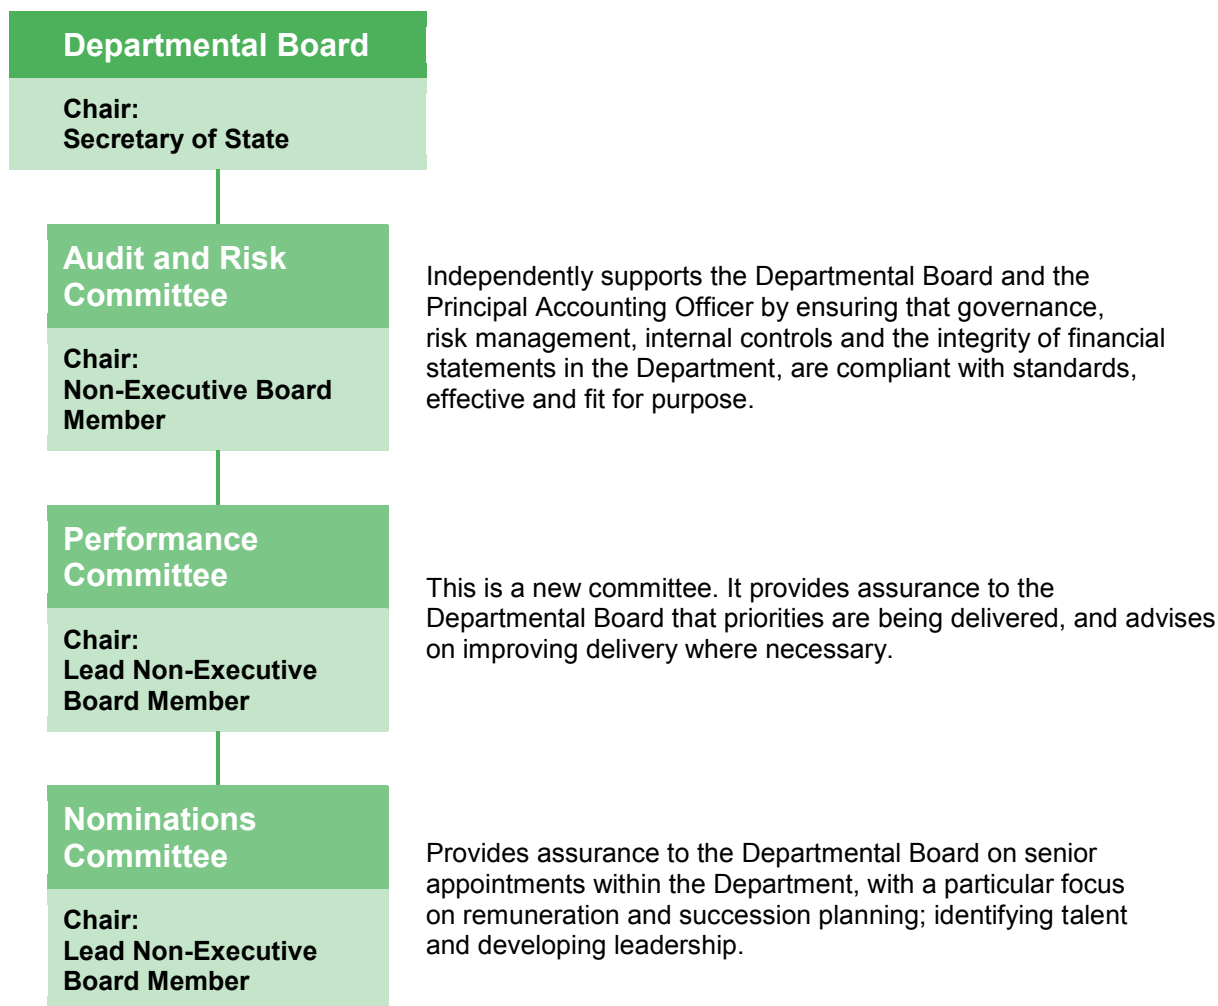 Departmental Board
Chair:
Secretary of State
Audit and Risk
Committee
Chair:
Non-Executive Board
Member
Independently supports the Departmental Board and the
Principal Accounting Officer by ensuring that governance,
risk management, internal controls and the integrity of financial
statements in the Department, are compliant with standards,
effective and fit for purpose.
Performance
Committee
Chair:
Lead Non-Executive
Board Member
This is a new committee. It provides assurance to the
Departmental Board that priorities are being delivered, and advises
on improving delivery where necessary.
Nominations
Committee
Chair:
Lead Non-Executive
Board Member
Provides assurance to the Departmental Board on senior
appointments within the Department, with a particular focus
on remuneration and succession planning; identifying talent
and developing leadership.